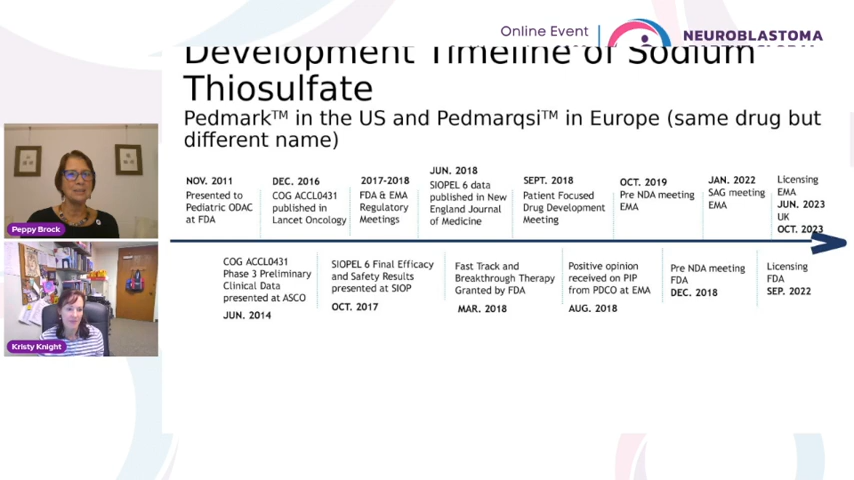 Online Event
NEUROBLASTOMA
Development Timeline of Sodium
Thiosulfate
Pedmark™ in the US and Pedmarqsi™ in Europe (same drug but
different name)
NOV. 2011
Presented to
Pediatric ODAC
at FDA
DEC. 2016
COG ACCL0431
published in
Lancet Oncology
2017-2018
FDA & EMA
Regulatory
Meetings
JUN. 2018
SIOPEL 6 data
published in New
England Journal
of Medicine
SEPT. 2018
Patient Focused
Drug Development
Meeting
OCT. 2019
Pre NDA meeting
EMA
JAN. 2022
SAG meeting
EMA
Licensing
EMA
JUN. 2023
UK
OCT. 2023
COG ACCL0431
Phase 3 Preliminary
Clinical Data
presented at ASCO
JUN. 2014
SIOPEL 6 Final Efficacy
and Safety Results
presented at SIOP
OCT. 2017
Fast Track and
Breakthrough Therapy
Granted by FDA
MAR. 2018
Positive opinion
received on PIP
from PDCO at EMA
AUG. 2018
Pre NDA meeting
FDA
DEC. 2018
Licensing
FDA
SEP. 2022
Peppy Brock
Kristy Knight